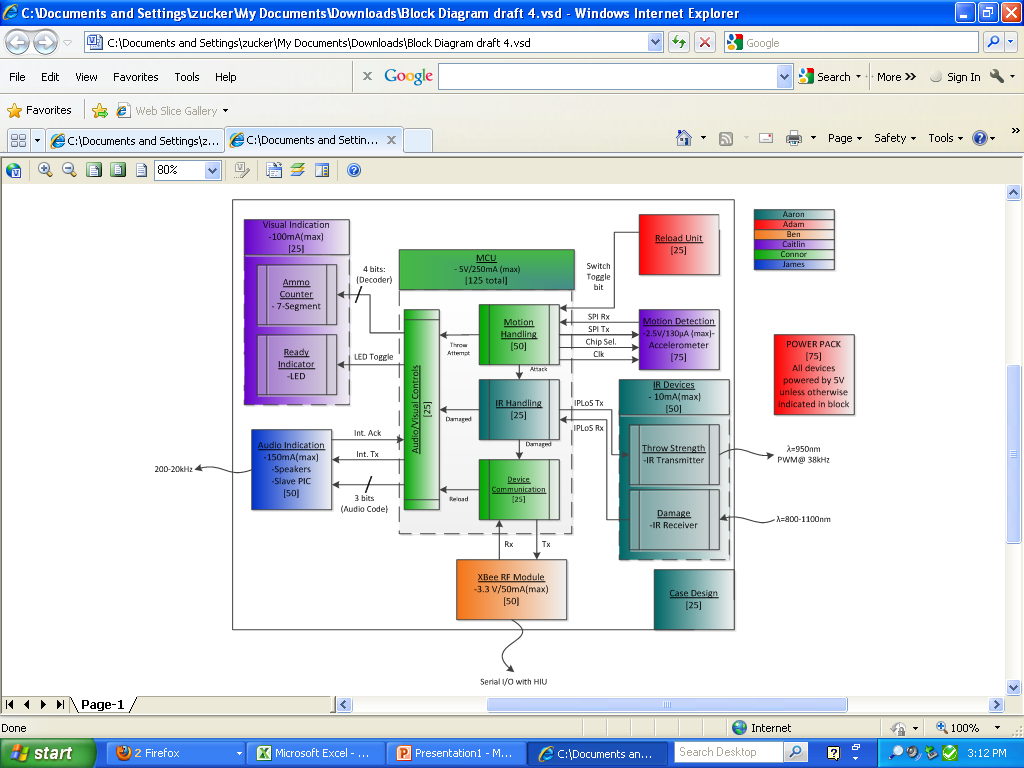 C:\Documents and Settings\zucker\My Documents\Downloads\Block Diagram draft 4.vsd - Windows Internet Explorer
C:\Documents and Settings\zucker\My Documents\Downloads\Block Diagram draft 4.vsd
Google
File Edit View Favorites Tools Help
x Google Search More » Sign In
Favorites Web Slice Gallery
C:\Documents and Settings\z... C:\Documents and Settin... X Page Safety Tools »
80%
Visual Indication
-100mA(max)
[25]
Ammo
Counter
- 7-Segment
Ready
Indicator
-LED
4 bits:
(Decoder)
LED Toggle
MCU
- 5V/250mA (max)
[125 total]
Audio/Visual Controls
[25]
Motion
Handling
[50]
Throw
Attempt
Attack
IR Handling
[25]
Damaged
Damaged
Device
Communication
[25]
Reload
Switch
Toggle
bit
Reload Unit
[25]
SPI Rx
SPI Tx
Chip Sel.
Clk
Motion Detection
-2.5V/130μA (max)-
Accelerometer
[75]
IR Devices
- 10mA(max)
[50]
IPLoS Tx
IPLoS Rx
Throw Strength
-IR Transmitter
Damage
-IR Receiver
λ=950nm
PWM@ 38kHz
λ=800-1100nm
Aaron
Adam
Ben
Caitlin
Connor
James
POWER PACK
[75]
All devices
powered by 5V
unless otherwise
indicated in block
Audio Indication
-150mA(max)
-Speakers
-Slave PIC
[50]
Int. Ack
Int. Tx
3 bits
(Audio Code)
200-20kHz
Rx
Tx
XBee RF Module
-3.3 V/50mA(max)
[50]
Case Design
[25]
Serial I/O with HIU
Page-1
Done Internet 100%
start 2 Firefox Microsoft Excel - ... Presentation1 - M... C:\Documents an... Search Desktop 3:12 PM